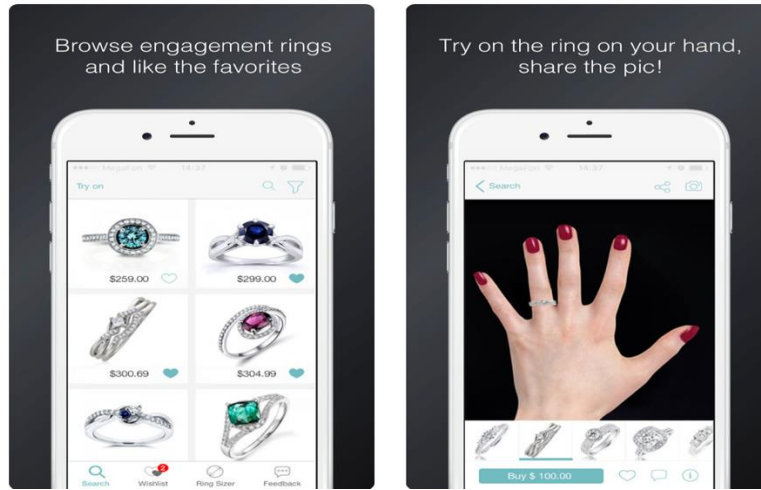 Browse engagement rings
and like the favorites
MegaFon 14:37
Try on
$259.00
$299.00
$300.69
$304.99
2
Search
Wishlist
Ring Sizer
Feedback
Try on the ring on your hand,
share the pic!
MegaFon 14:37
Search
Buy $ 100.00